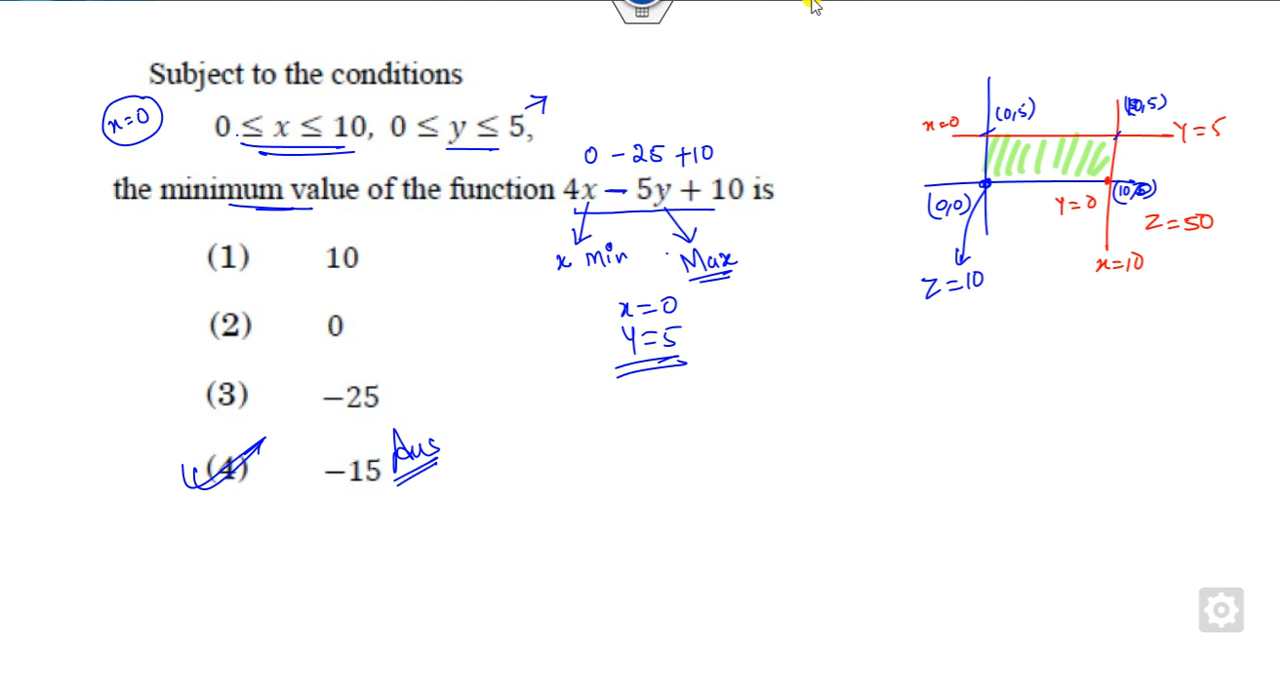 Subject to the conditions
x=0
0 ≤ x ≤ 10, 0 ≤ y ≤ 5,
0 - 25 + 10
the minimum value of the function 4x − 5y + 10 is
x min
Max
x=0
y=5
(1) 10
(2) 0
(3) −25
(4) −15 Ans
x=0
(0,5)
y=5
(0,0)
y=0
Z=50
x=10
Z=10